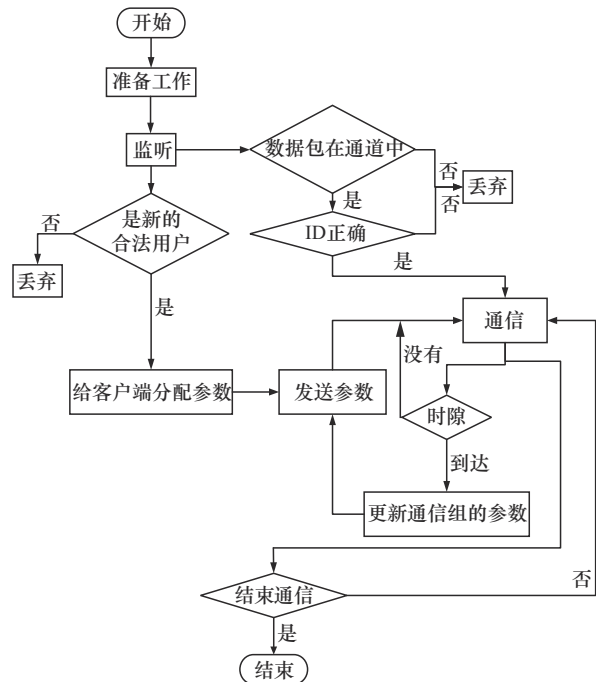 开始
准备工作
监听
数据包在通道中
否
丢弃
否
是
ID正确
是
是新的
合法用户
否
丢弃
是
通信
没有
给客户端分配参数
发送参数
时隙
到达
更新通信组的参数
结束通信
否
是
结束